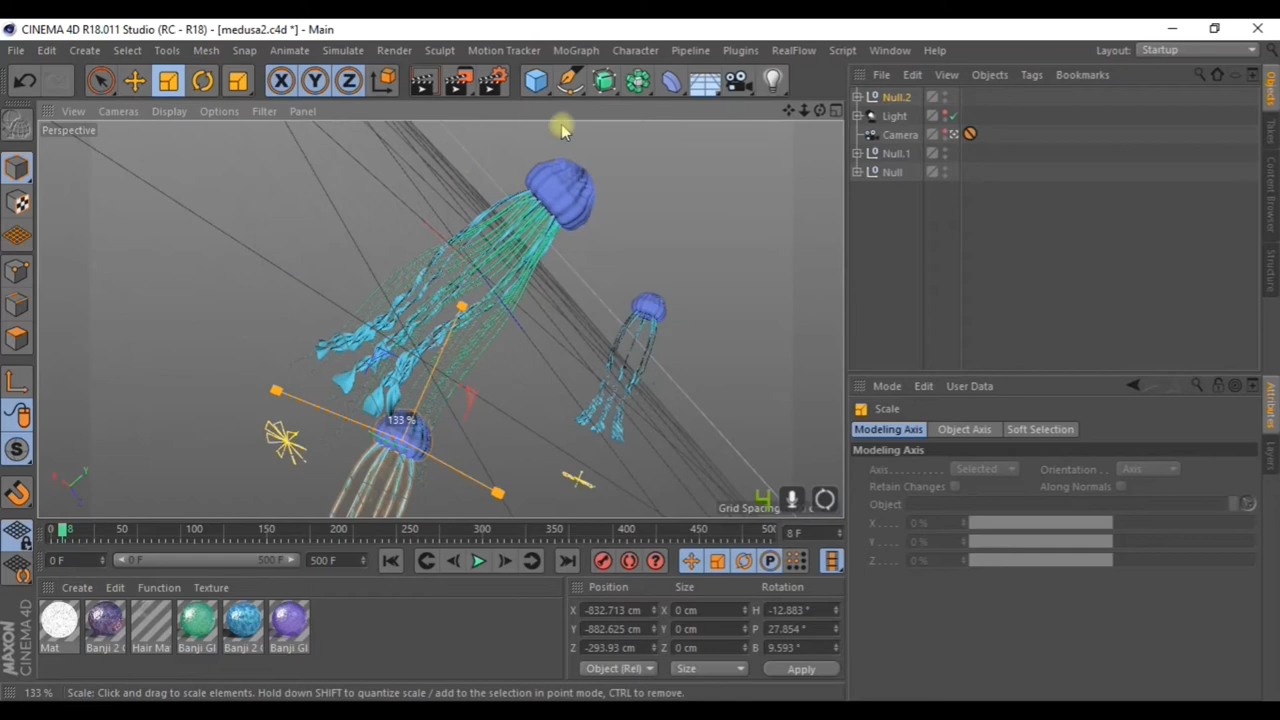 CINEMA 4D R18.011 Studio (RC - R18) - [medusa2.c4d *] - Main
File Edit Create Select Tools Mesh Snap Animate Simulate Render Sculpt Motion Tracker MoGraph Character Pipeline Plugins RealFlow Script Window Help Layout: Startup
X Y Z
File Edit View Objects Tags Bookmarks
View Cameras Display Options Filter Panel
Perspective
Null.2
Light
Camera
Null.1
Null
Objects
Takes
Content Browser
Structure
133 %
Mode Edit User Data
Scale
Modeling Axis Object Axis Soft Selection
Modeling Axis
Axis Selected Orientation Axis
Retain Changes Along Normals
Object
X 0 %
Y 0 %
Z 0 %
Attributes
Layers
Grid Spacing
0 8 50 100 150 200 250 300 350 400 450 500 8 F
0 F 0 F 500 F 500 F
P
Create Edit Function Texture
Mat Banji 2 Hair Ma Banji Gl Banji 2 Banji Gl
Position Size Rotation
X -832.713 cm X 0 cm H -12.883 °
Y -882.625 cm Y 0 cm P 27.854 °
Z -293.93 cm Z 0 cm B 9.593 °
Object (Rel) Size Apply
MAXON CINEMA 4D
133 % Scale: Click and drag to scale elements. Hold down SHIFT to quantize scale / add to the selection in point mode, CTRL to remove.